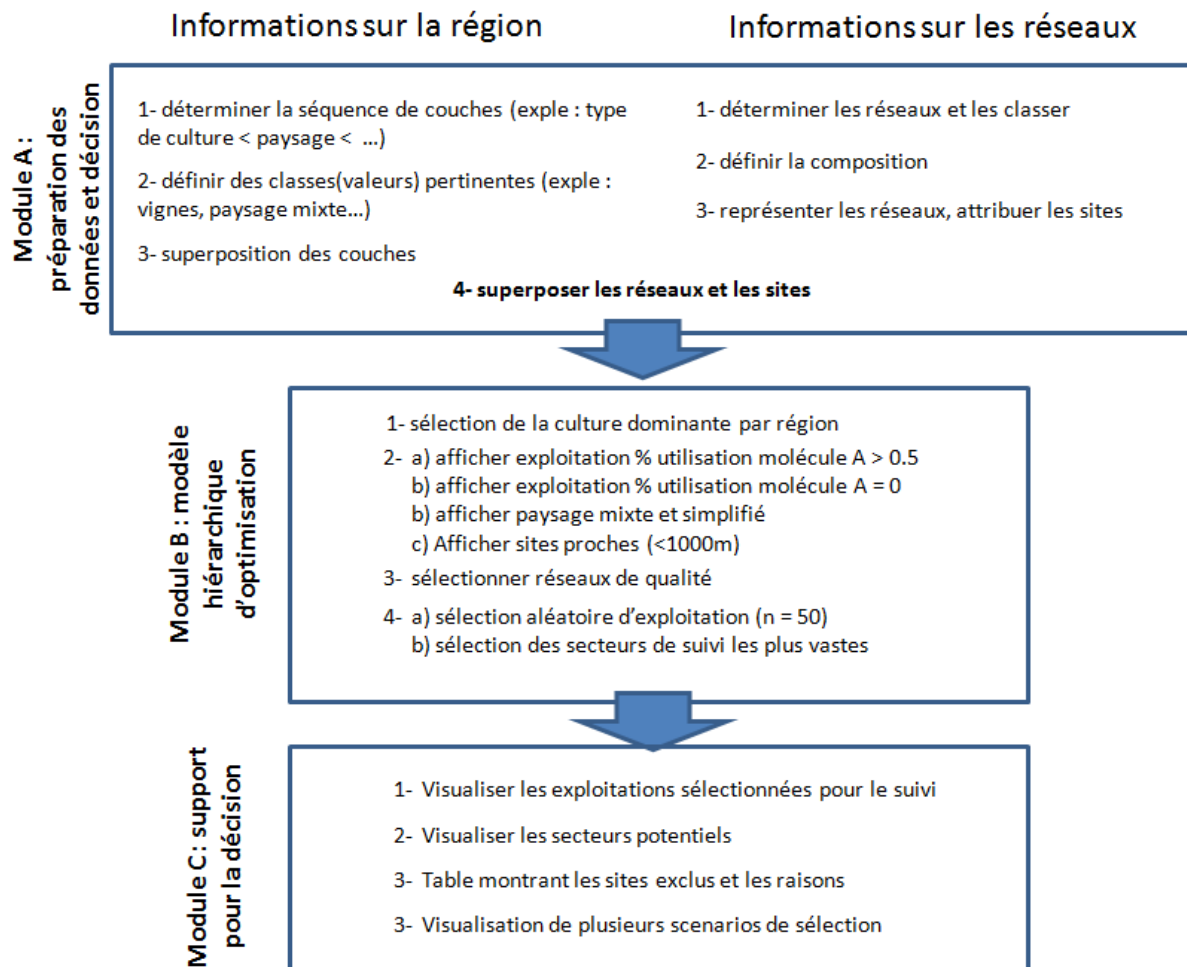 Informations sur la région
Informations sur les réseaux
Module A :
préparation des
données et décision
1- déterminer la séquence de couches (exple : type
de culture < paysage < ...)
2- définir des classes(valeurs) pertinentes (exple :
vignes, paysage mixte...)
3- superposition des couches
1- déterminer les réseaux et les classer
2- définir la composition
3- représenter les réseaux, attribuer les sites
4- superposer les réseaux et les sites
Module B : modèle
hiérarchique
d'optimisation
1- sélection de la culture dominante par région
2- a) afficher exploitation % utilisation molécule A > 0.5
b) afficher exploitation % utilisation molécule A = 0
b) afficher paysage mixte et simplifié
c) Afficher sites proches (<1000m)
3- sélectionner réseaux de qualité
4- a) sélection aléatoire d'exploitation (n = 50)
b) sélection des secteurs de suivi les plus vastes
Module C : support
pour la décision
1- Visualiser les exploitations sélectionnées pour le suivi
2- Visualiser les secteurs potentiels
3- Table montrant les sites exclus et les raisons
3- Visualisation de plusieurs scenarios de sélection